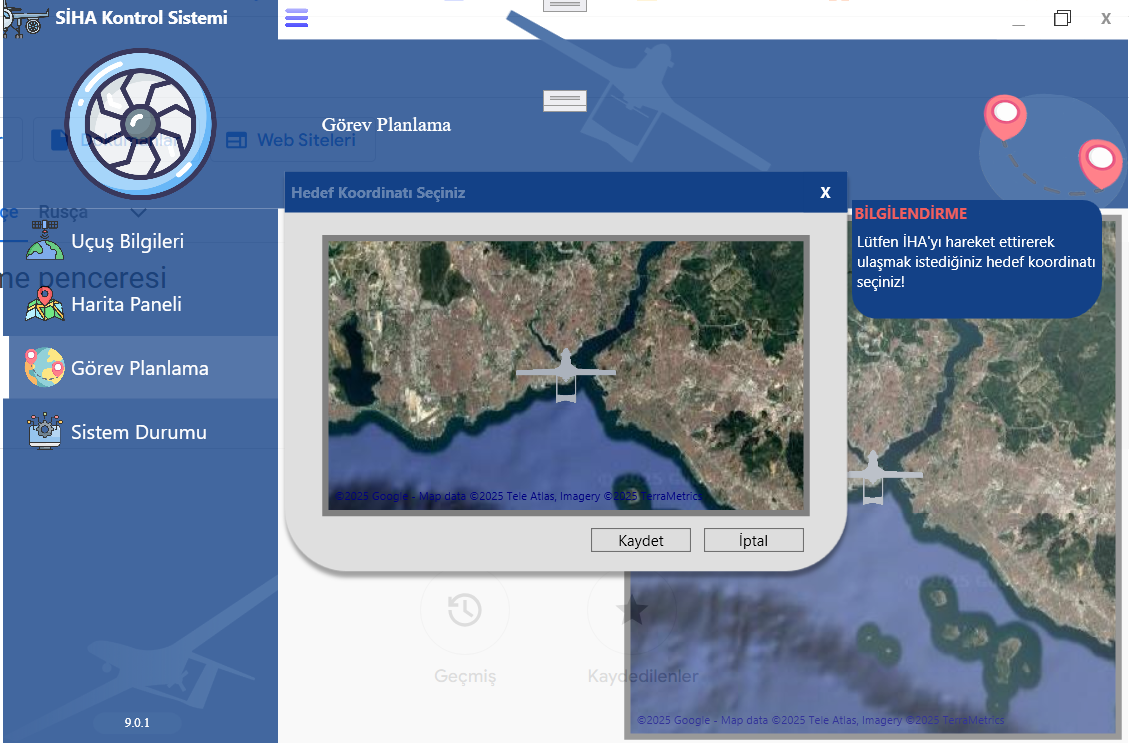 SİHA Kontrol Sistemi
X
Görev Planlama
Dokümanlar
Web Siteleri
Hedef Koordinatı Seçiniz
X
çe
Rusça
BİLGİLENDİRME
Lütfen İHA'yı hareket ettirerek
ulaşmak istediğiniz hedef koordinatı
seçiniz!
Uçuş Bilgileri
me penceresi
Harita Paneli
Görev Planlama
Sistem Durumu
©2025 Google - Map data ©2025 Tele Atlas, Imagery ©2025 TerraMetrics
Kaydet
İptal
Geçmiş
Kaydedilenler
©2025 Google - Map data ©2025 Tele Atlas, Imagery ©2025 TerraMetrics
9.0.1